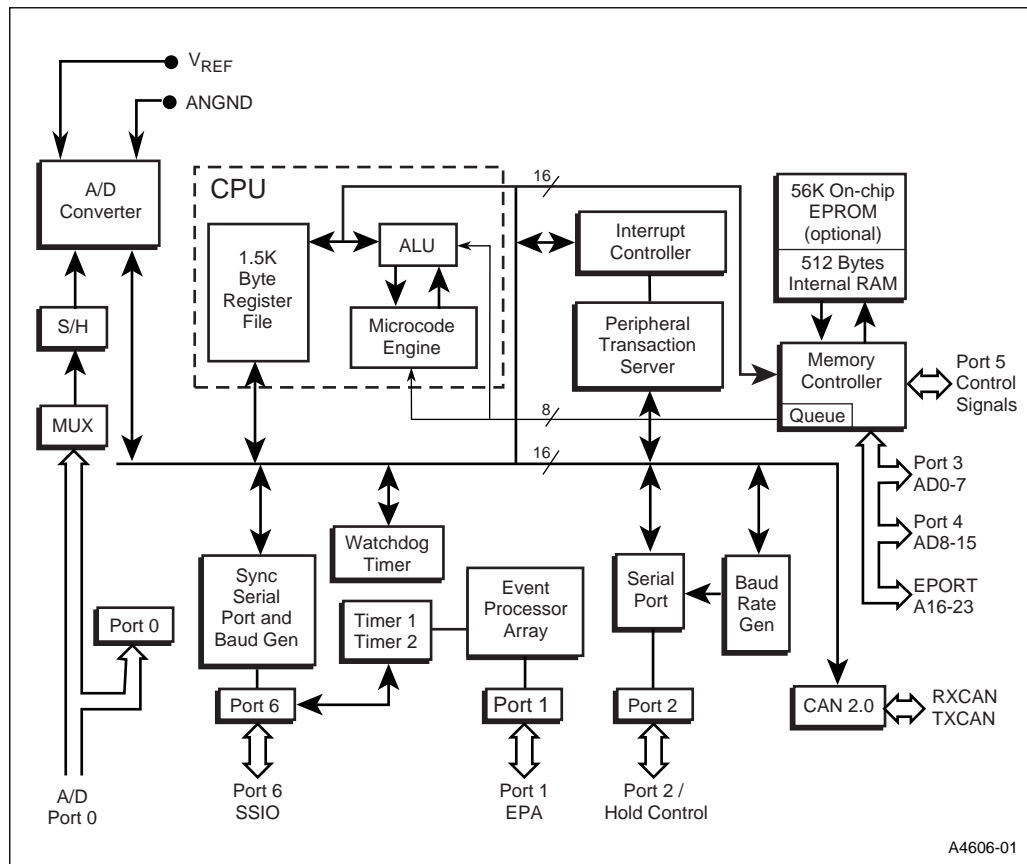 VREF
ANGND
A/D
Converter
CPU
16
56K On-chip
EPROM
(optional)
512 Bytes
Internal RAM
1.5K
Byte
Register
File
ALU
Microcode
Engine
Interrupt
Controller
Peripheral
Transaction
Server
S/H
MUX
Memory
Controller
Queue
Port 5
Control
Signals
8
16
Port 3
AD0-7
Port 4
AD8-15
EPORT
A16-23
Watchdog
Timer
Sync
Serial
Port and
Baud Gen
Timer 1
Timer 2
Event
Processor
Array
Serial
Port
Baud
Rate
Gen
Port 0
Port 6
Port 1
Port 2
CAN 2.0
RXCAN
TXCAN
A/D
Port 0
Port 6
SSIO
Port 1
EPA
Port 2 /
Hold Control
A4606-01